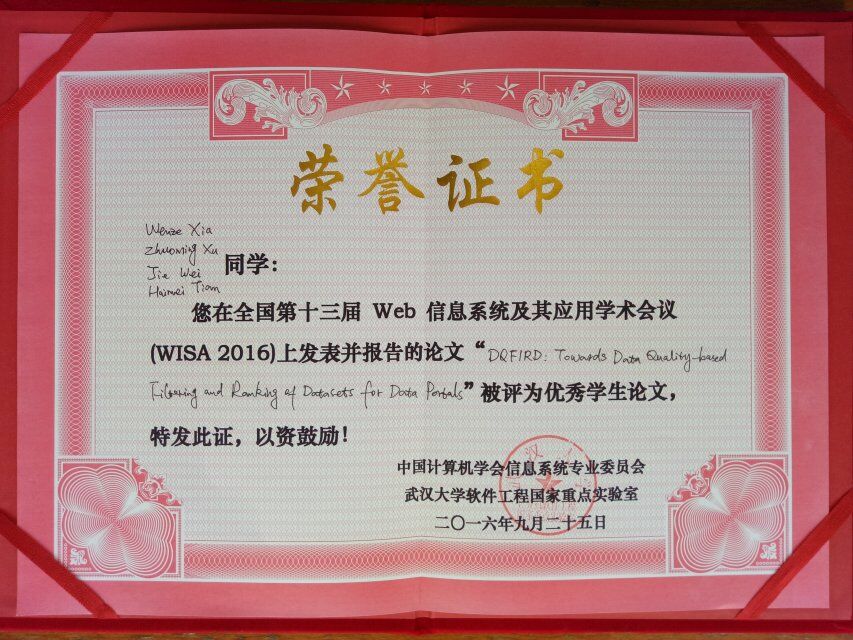 荣誉证书
Wenze Xia
Zhuoming Xu
Jie Wei
Haimei Tian
同学：
您在全国第十三届 Web 信息系统及其应用学术会议
(WISA 2016)上发表并报告的论文“DQFIRD: Towards Data Quality-based
Filtering and Ranking of Datasets for Data Portals”被评为优秀学生论文，
特发此证，以资鼓励！
中国计算机学会信息系统专业委员会
武汉大学软件工程国家重点实验室
二〇一六年九月二十五日